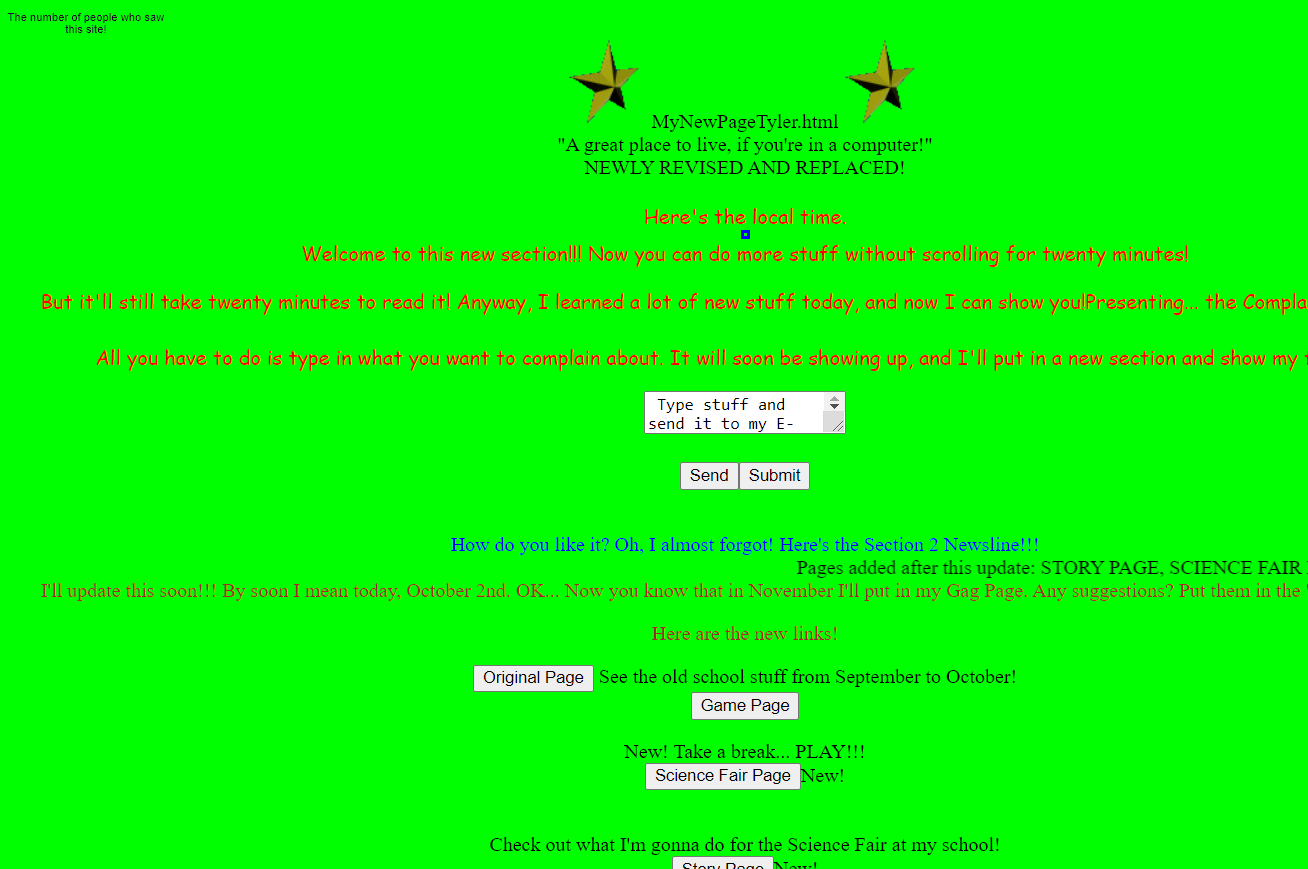 The number of people who saw
this site!
MyNewPageTyler.html
"A great place to live, if you're in a computer!"
NEWLY REVISED AND REPLACED!
Here's the local time.
Welcome to this new section!!! Now you can do more stuff without scrolling for twenty minutes!
But it'll still take twenty minutes to read it! Anyway, I learned a lot of new stuff today, and now I can show you!Presenting... the Compla
All you have to do is type in what you want to complain about. It will soon be showing up, and I'll put in a new section and show my
Type stuff and
send it to my E-
Send Submit
How do you like it? Oh, I almost forgot! Here's the Section 2 Newsline!!!
Pages added after this update: STORY PAGE, SCIENCE FAIR
I'll update this soon!!! By soon I mean today, October 2nd. OK... Now you know that in November I'll put in my Gag Page. Any suggestions? Put them in the
Here are the new links!
Original Page See the old school stuff from September to October!
Game Page
New! Take a break... PLAY!!!
Science Fair Page New!
Check out what I'm gonna do for the Science Fair at my school!
Story Page New!